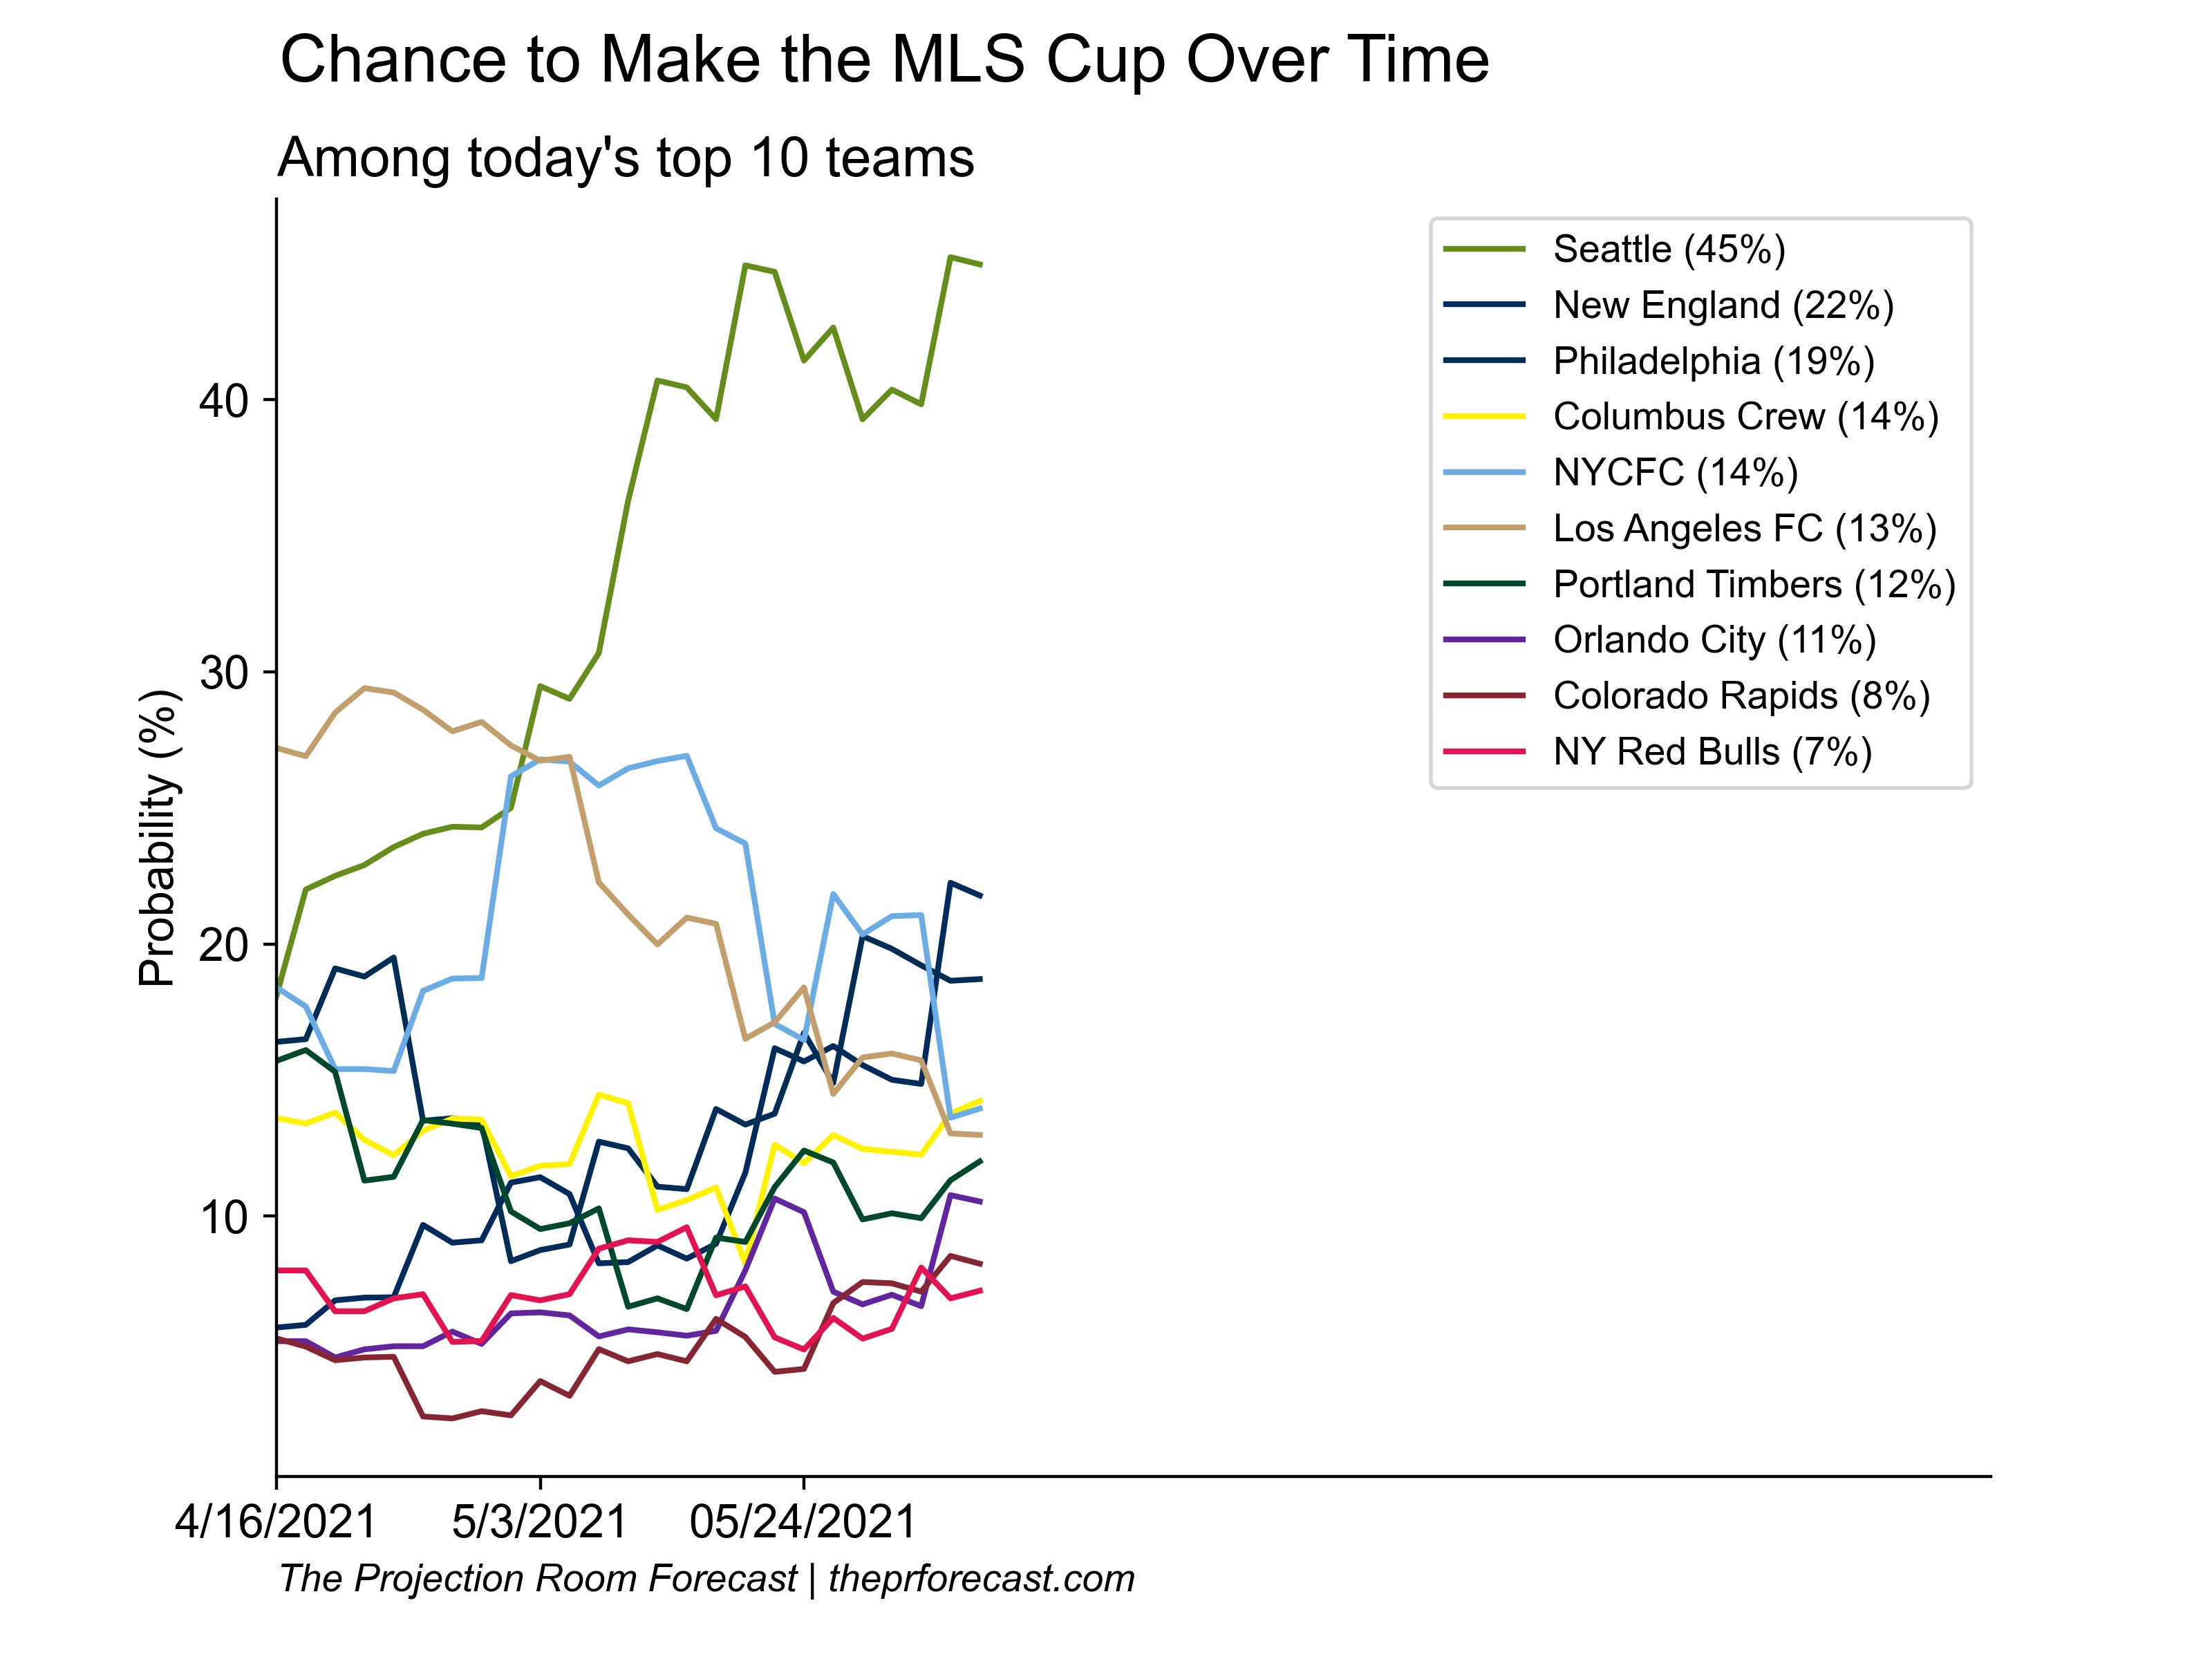 Chance to Make the MLS Cup Over Time
Among today's top 10 teams
Seattle (45%)
New England (22%)
Philadelphia (19%)
Columbus Crew (14%)
NYCFC (14%)
Los Angeles FC (13%)
Portland Timbers (12%)
Orlando City (11%)
Colorado Rapids (8%)
NY Red Bulls (7%)
Probability (%)
40
30
20
10
4/16/2021 5/3/2021 05/24/2021
The Projection Room Forecast | theprforecast.com